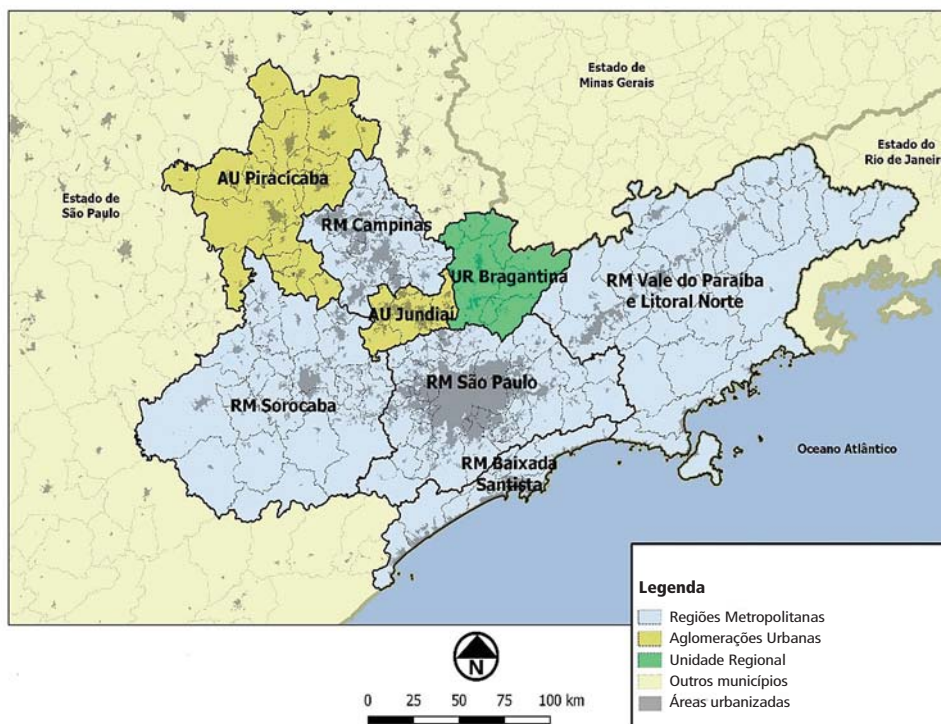 Estado de
Minas Gerais
Estado do
Rio de Janeir
Estado de
São Paulo
AU Piracicaba
RM Campinas
UR Bragantina
RM Vale do Paraíba
e Litoral Norte
AU Jundiaí
RM São Paulo
RM Sorocaba
RM Baixada
Santista
Oceano Atlântico
Legenda
Regiões Metropolitanas
Aglomerações Urbanas
Unidade Regional
Outros municípios
Áreas urbanizadas
N
0 25 50 75 100 km